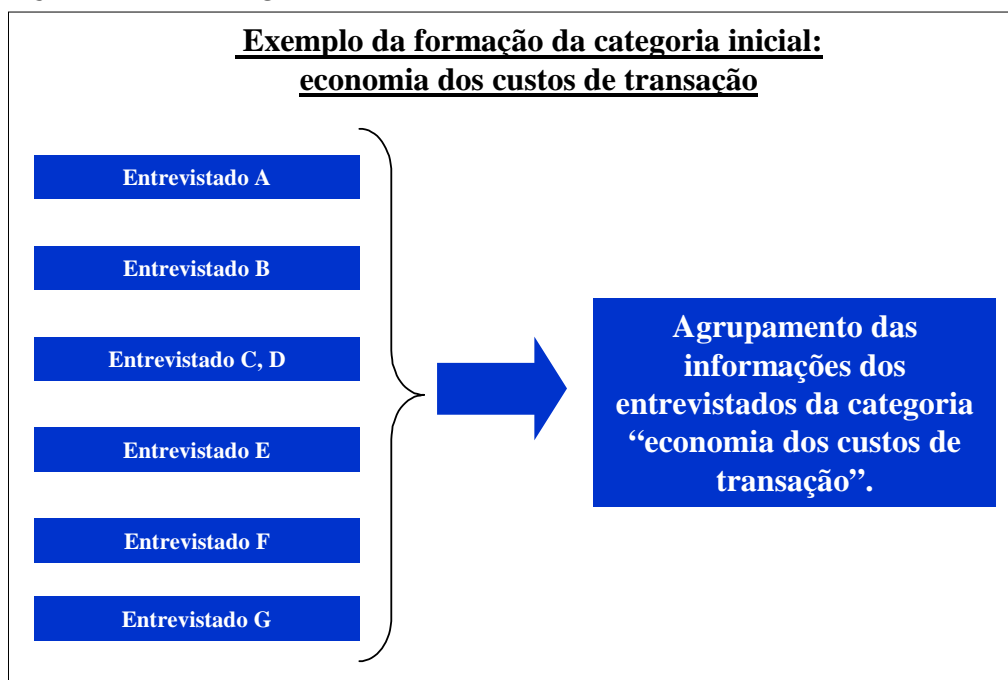 Exemplo da formação da categoria inicial:
economia dos custos de transação
Entrevistado A
Entrevistado B
Entrevistado C, D
Entrevistado E
Entrevistado F
Entrevistado G
Agrupamento das
informações dos
entrevistados da categoria
“economia dos custos de
transação”.